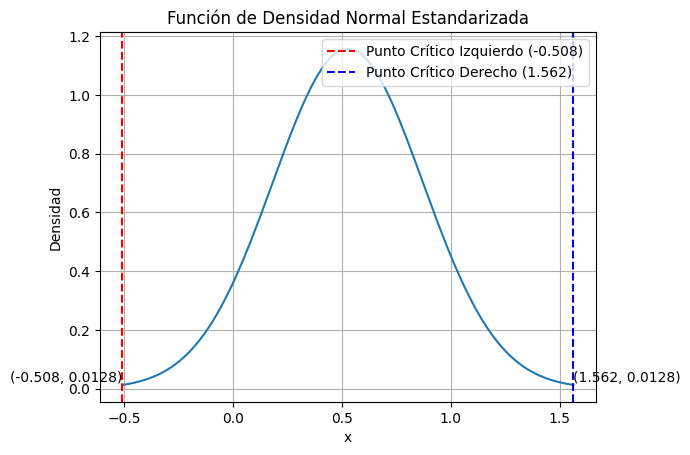 Función de Densidad Normal Estandarizada
Punto Crítico Izquierdo (-0.508)
Punto Crítico Derecho (1.562)
Densidad
1.2
1.0
0.8
0.6
0.4
0.2
0.0
(-0.508, 0.0128)
(1.562, 0.0128)
−0.5
0.0
0.5
1.0
1.5
x